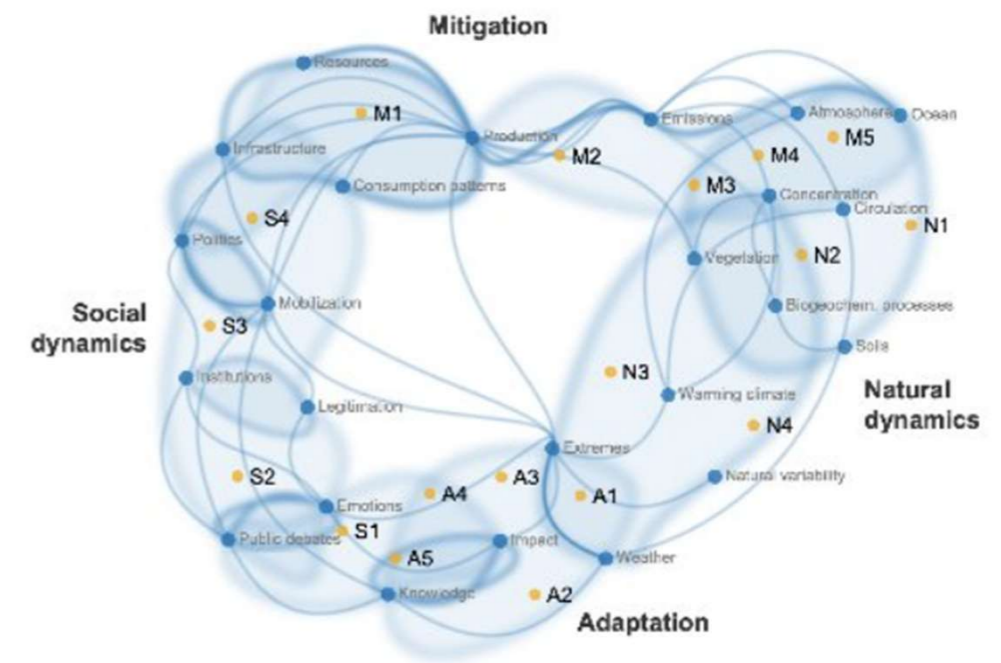 Mitigation
Resources
M1
Production
Emissions
Atmosphere
Ocean
M5
Infrastructure
M2
M4
Consumption patterns
M3
Concentration
Circulation
S4
N1
Politics
Vegetation
N2
Mobilization
Biogeochem. processes
Social
dynamics
S3
Soils
Institutions
N3
Legitimation
Warming climate
Natural
dynamics
N4
Extremes
S2
A3
Natural variability
A4
A1
Emotions
S1
Public debates
Impact
A5
Weather
Knowledge
A2
Adaptation